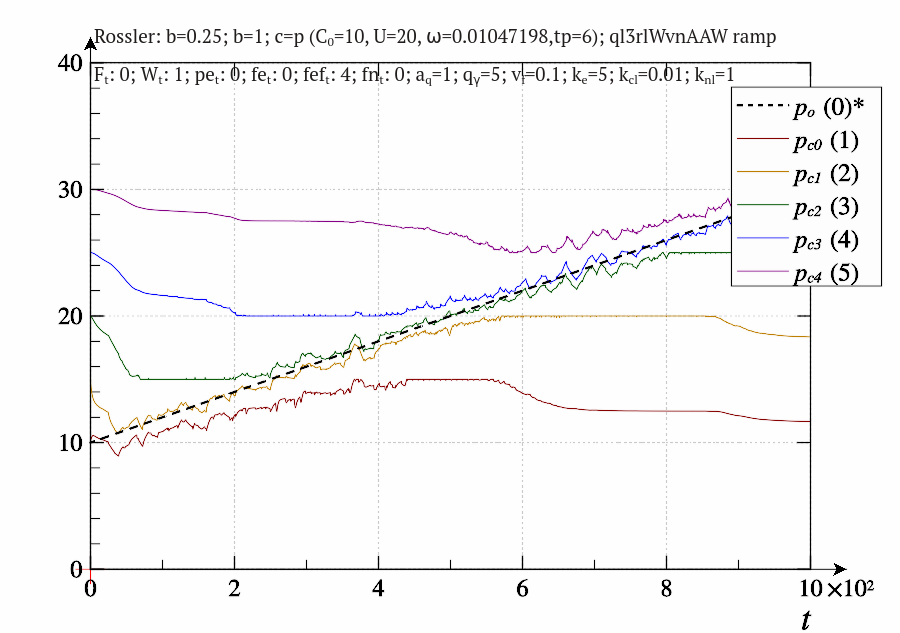 Rossler: b=0.25; b=1; c=p (C₀=10, U=20, ω=0.01047198,tp=6); ql3rlWvnAAW ramp
Fₜ: 0; Wₜ: 1; peₜ: 0; feₜ: 0; fefₜ: 4; fnₜ: 0; a_q=1; q_γ=5; vᵢ=0.1; kₑ=5; k_cl=0.01; k_nl=1
40
30
20
10
0
pₒ (0)*
p_c0 (1)
p_c1 (2)
p_c2 (3)
p_c3 (4)
p_c4 (5)
0 2 4 6 8 10 ×10²
t